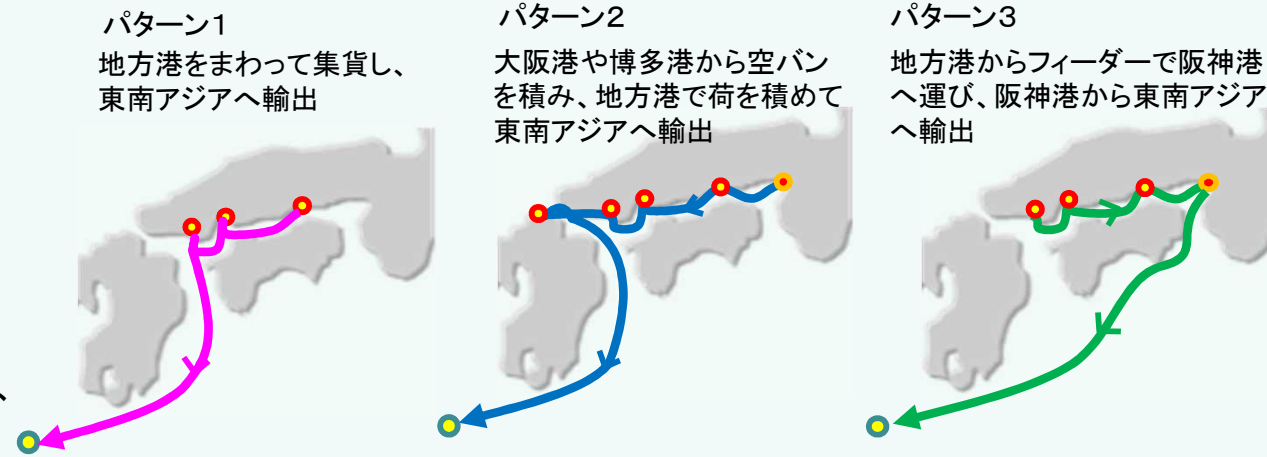 パターン1
地方港をまわって集貨し、
東南アジアへ輸出
パターン2
大阪港や博多港から空バン
を積み、地方港で荷を積めて
東南アジアへ輸出
パターン3
地方港からフィーダーで阪神港
へ運び、阪神港から東南アジア
へ輸出
、